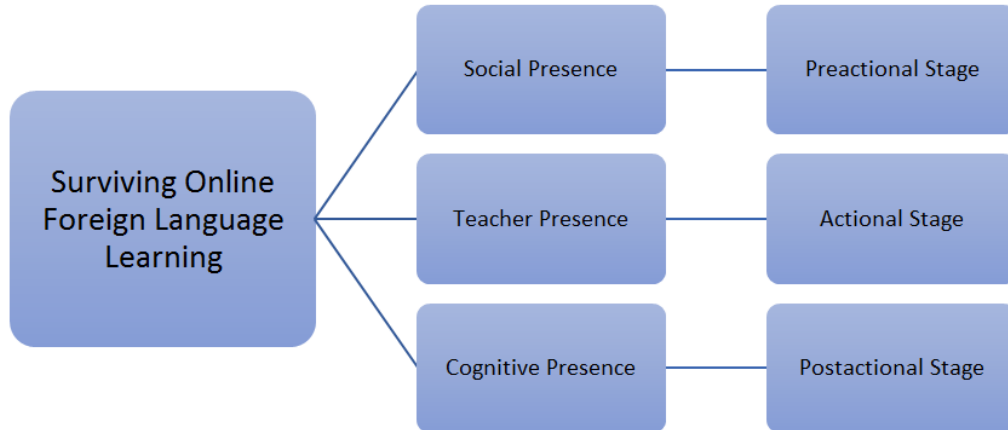 Surviving Online
Foreign Language
Learning
Social Presence
Preactional Stage
Teacher Presence
Actional Stage
Cognitive Presence
Postactional Stage